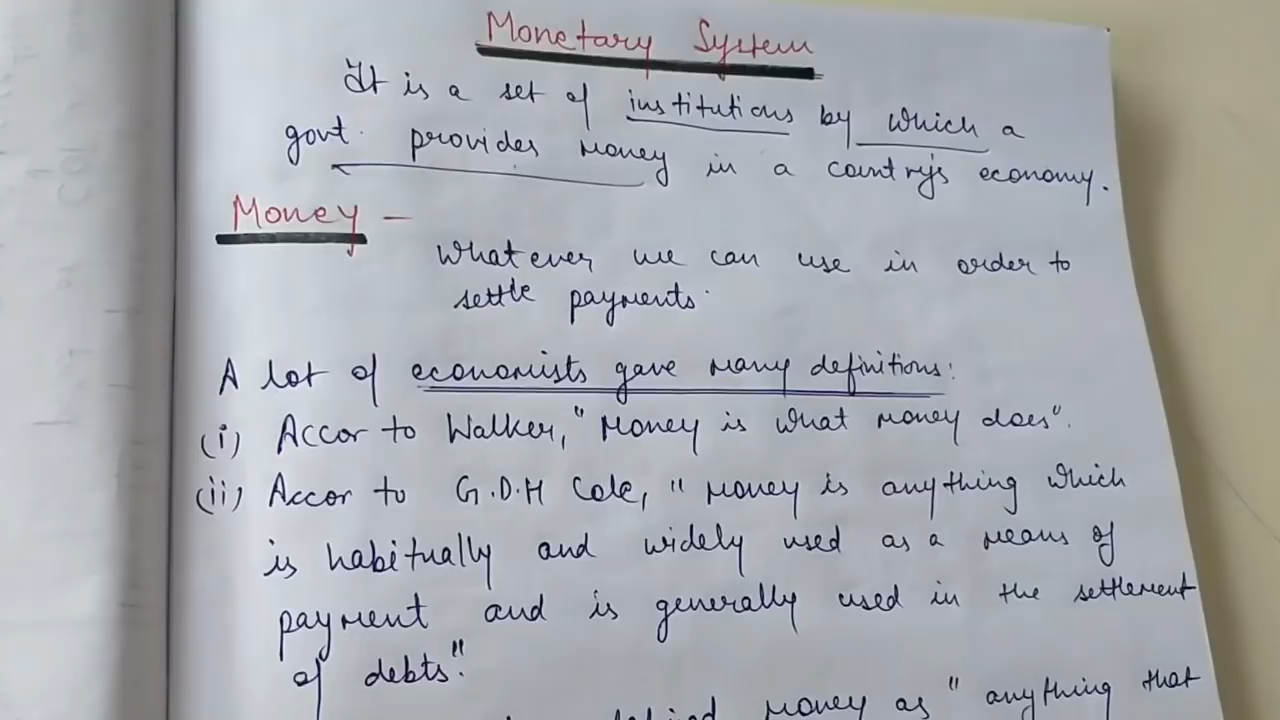 Monetary System
It is a set of institutions by which a
govt. provides money in a country's economy.
Money –
Whatever we can use in order to
settle payments.
A lot of economists gave many definitions:
(i) Accor to Walker, "Money is what money does".
(ii) Accor to G.D.H Cole, "Money is anything which
is habitually and widely used as a means of
payment and is generally used in the settlement
of debts."
money as "anything that